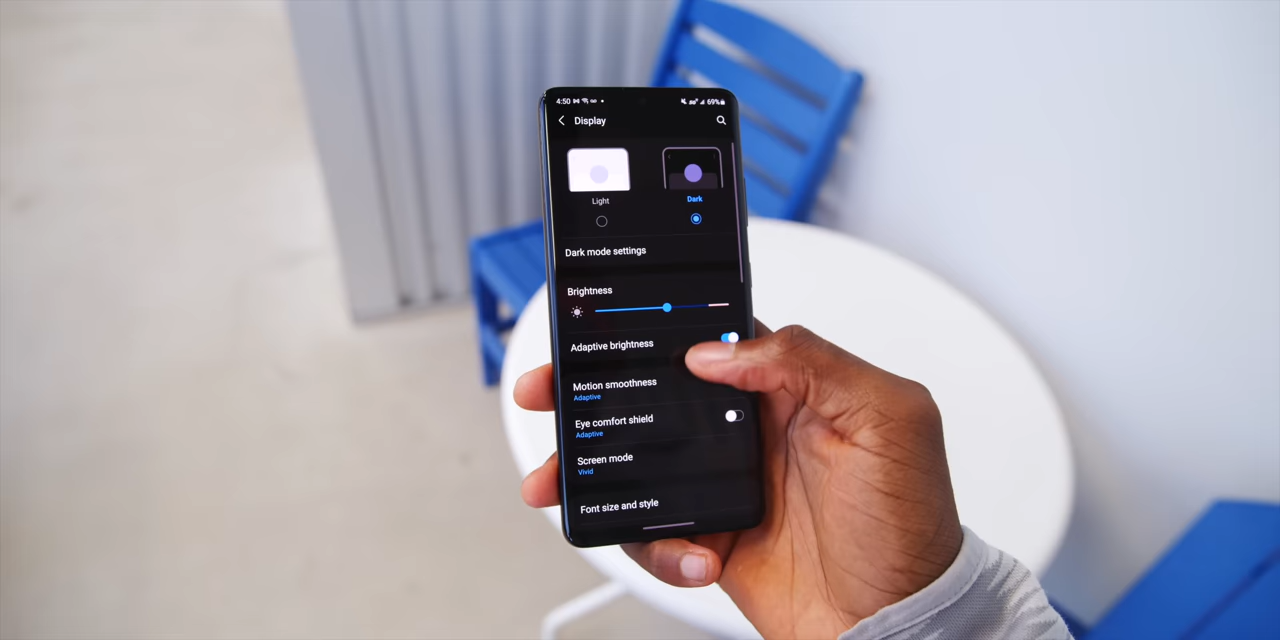 4:50
69%
Display
Light
Dark
Dark mode settings
Brightness
Adaptive brightness
Motion smoothness
Adaptive
Eye comfort shield
Adaptive
Screen mode
Vivid
Font size and style